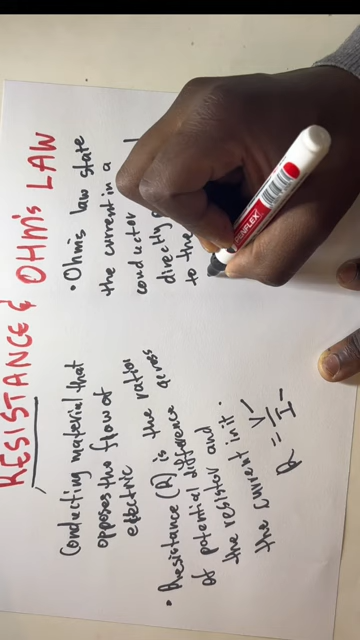 RESISTANCE & OHM's LAW
Conducting material that
opposes the flow of
electric
• Resistance (R) is the ratio
of potential difference across
the resistor and
the current in it.
R = V/I
• Ohm's law state
the current in a
conductor
directly
to the